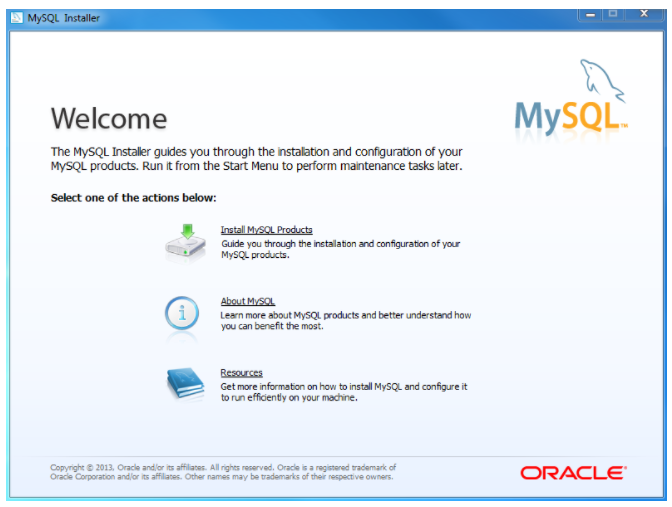 MySQL Installer
MySQL™
Welcome
The MySQL Installer guides you through the installation and configuration of your
MySQL products. Run it from the Start Menu to perform maintenance tasks later.
Select one of the actions below:
Install MySQL Products
Guide you through the installation and configuration of your
MySQL products.
About MySQL
Learn more about MySQL products and better understand how
you can benefit the most.
Resources
Get more information on how to install MySQL and configure it
to run efficiently on your machine.
Copyright © 2013, Oracle and/or its affiliates. All rights reserved. Oracle is a registered trademark of
Oracle Corporation and/or its affiliates. Other names may be trademarks of their respective owners.
ORACLE®